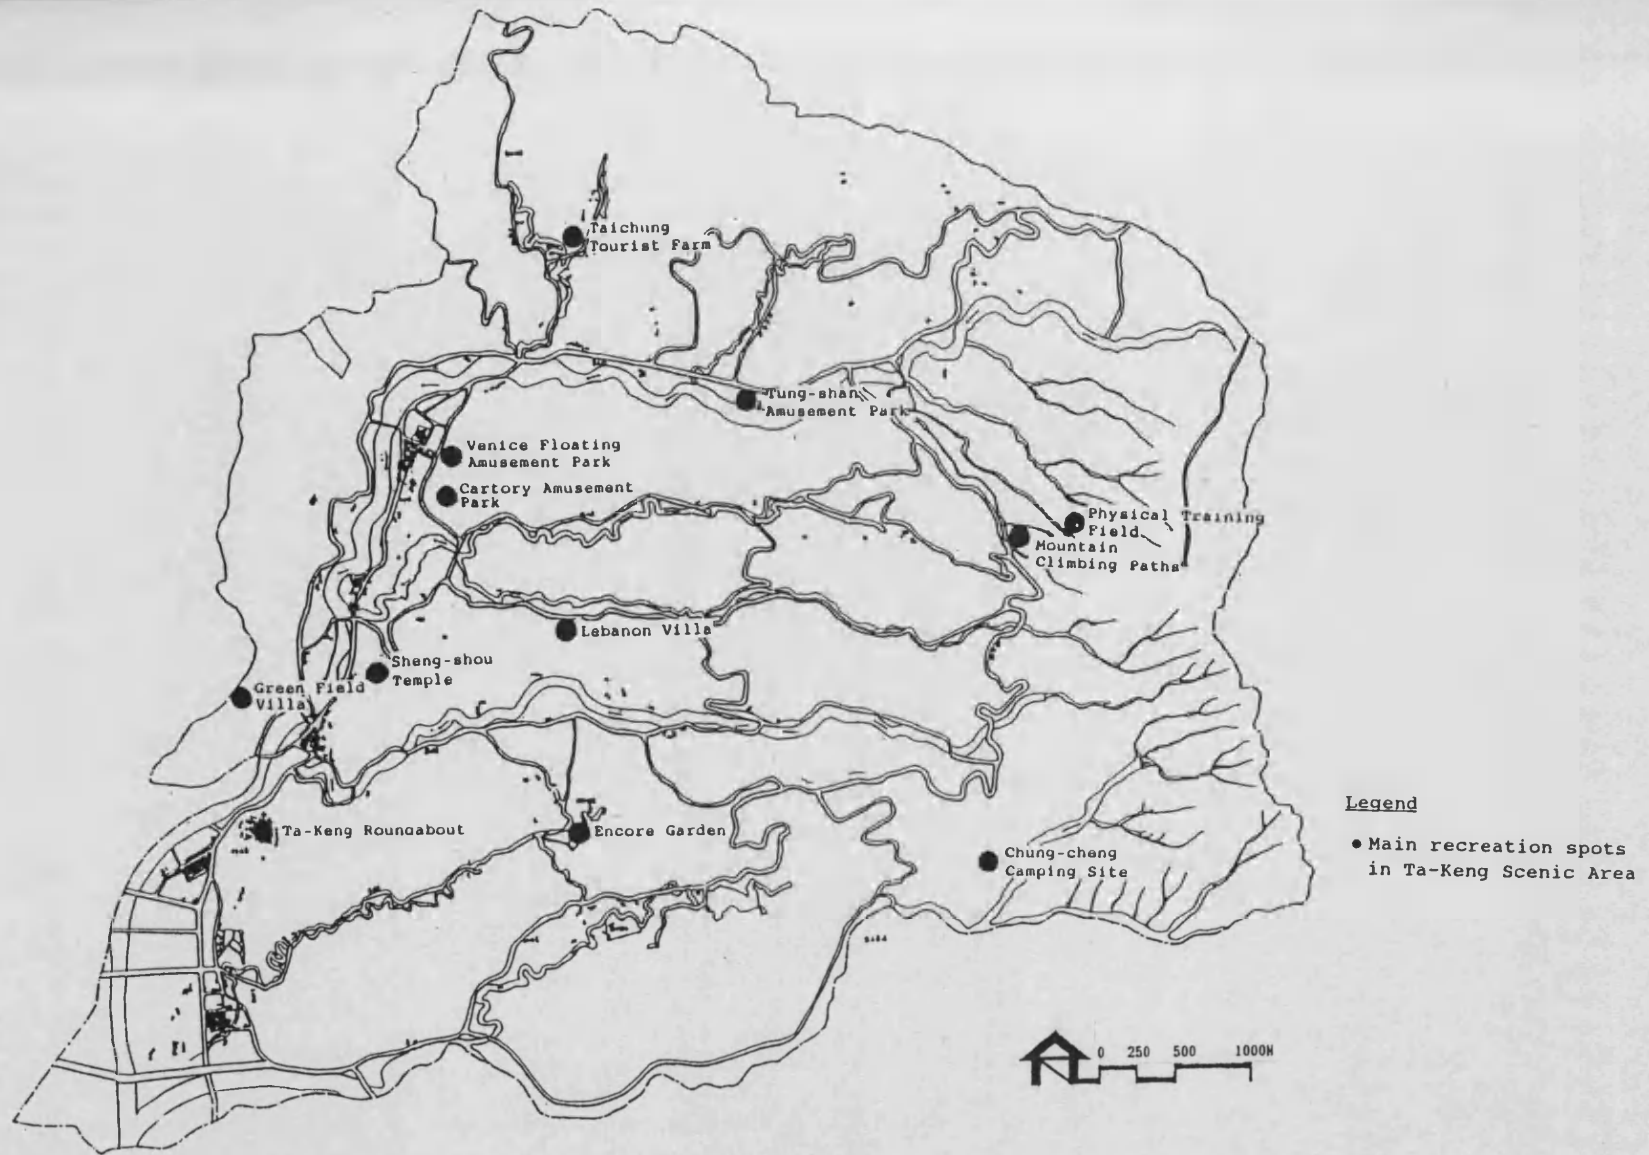 Taichung
Tourist Farm
Tung-shan
Amusement Park
Venice Floating
Amusement Park
Cartory Amusement
Park
Physical Training
Field
Mountain
Climbing Paths
Lebanon Villa
Sheng-shou
Temple
Green Field
Villa
Ta-Keng Roundabout
Encore Garden
Chung-cheng
Camping Site
Legend
Main recreation spots
in Ta-Keng Scenic Area
0 250 500 1000M